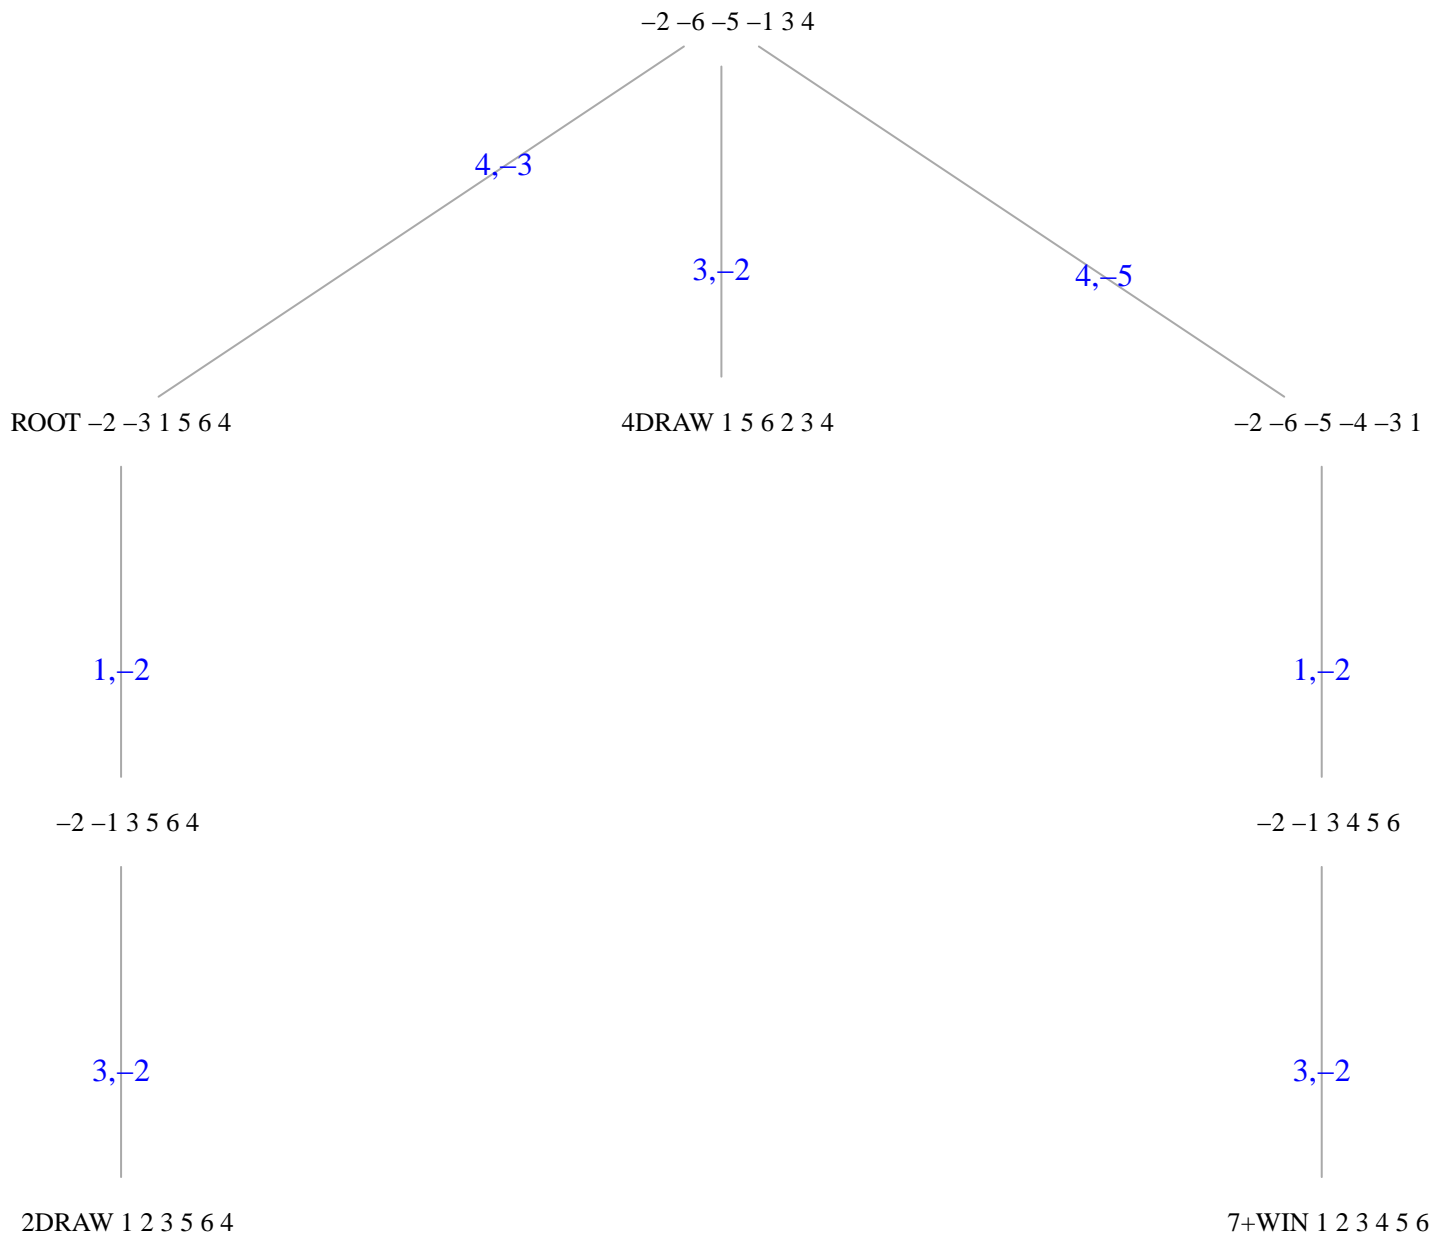 –2 –6 –5 –1 3 4
4,–3
3,–2
4,–5
ROOT –2 –3 1 5 6 4
4DRAW 1 5 6 2 3 4
–2 –6 –5 –4 –3 1
1,–2
1,–2
–2 –1 3 5 6 4
–2 –1 3 4 5 6
3,–2
3,–2
2DRAW 1 2 3 5 6 4
7+WIN 1 2 3 4 5 6